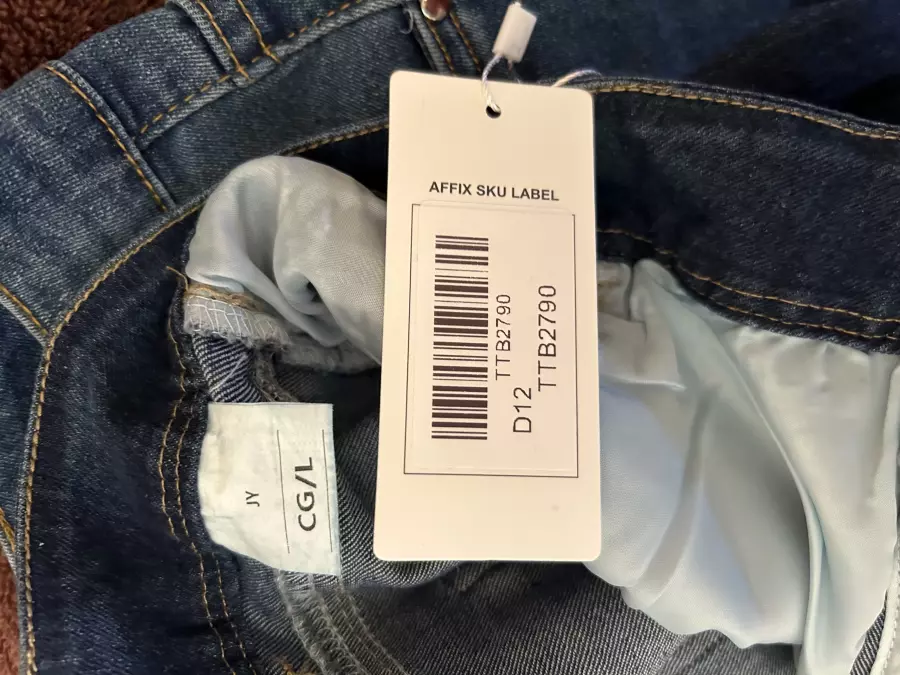 AFFIX SKU LABEL
TTB2790
D12
TTB2790
CG/L
JY